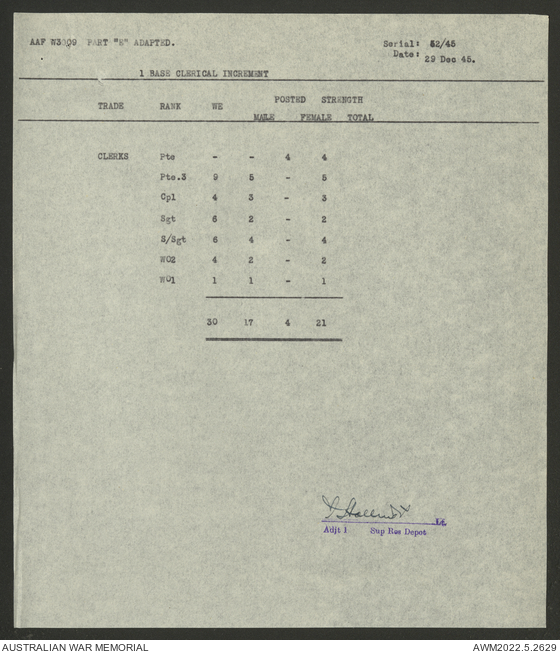 AAF W3009 PART "E" ADAPTED. Serial: 52/45
Date: 29 Dec 45.
1 BASE CLERICAL INCREMENT
POSTED STRENGTH
TRADE RANK WE MALE FEMALE TOTAL
CLERKS Pte - - 4 4
Pte.3 9 5 - 5
Cpl 4 3 - 3
Sgt 6 2 - 2
S/Sgt 6 4 - 4
WO2 4 2 - 2
WO1 1 1 - 1
30 17 4 21
Lt.
Adjt 1 Sup Res Depot
AUSTRALIAN WAR MEMORIAL AWM2022.5.2629